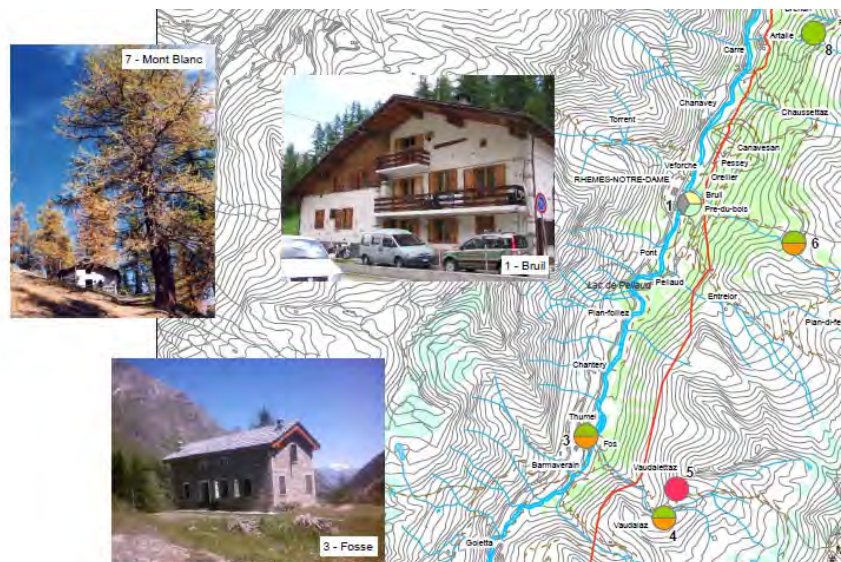 7 - Mont Blanc
1 - Bruil
3 - Fosse
Artalle
8
Carre
Chanavey
Chaussettaz
Torrent
Canavesan
Veforche
Pessey
RHEMES-NOTRE-DAME
Oreiller
Bruil
1
Pre-du-bois
6
Pont
Lac de Pellaud
Pellaud
Entrelor
Plan-folliez
Chantery
Thumel
3
Fos
Barmaverain
Vaudalettaz
5
Vaudalaz
4
Goletta